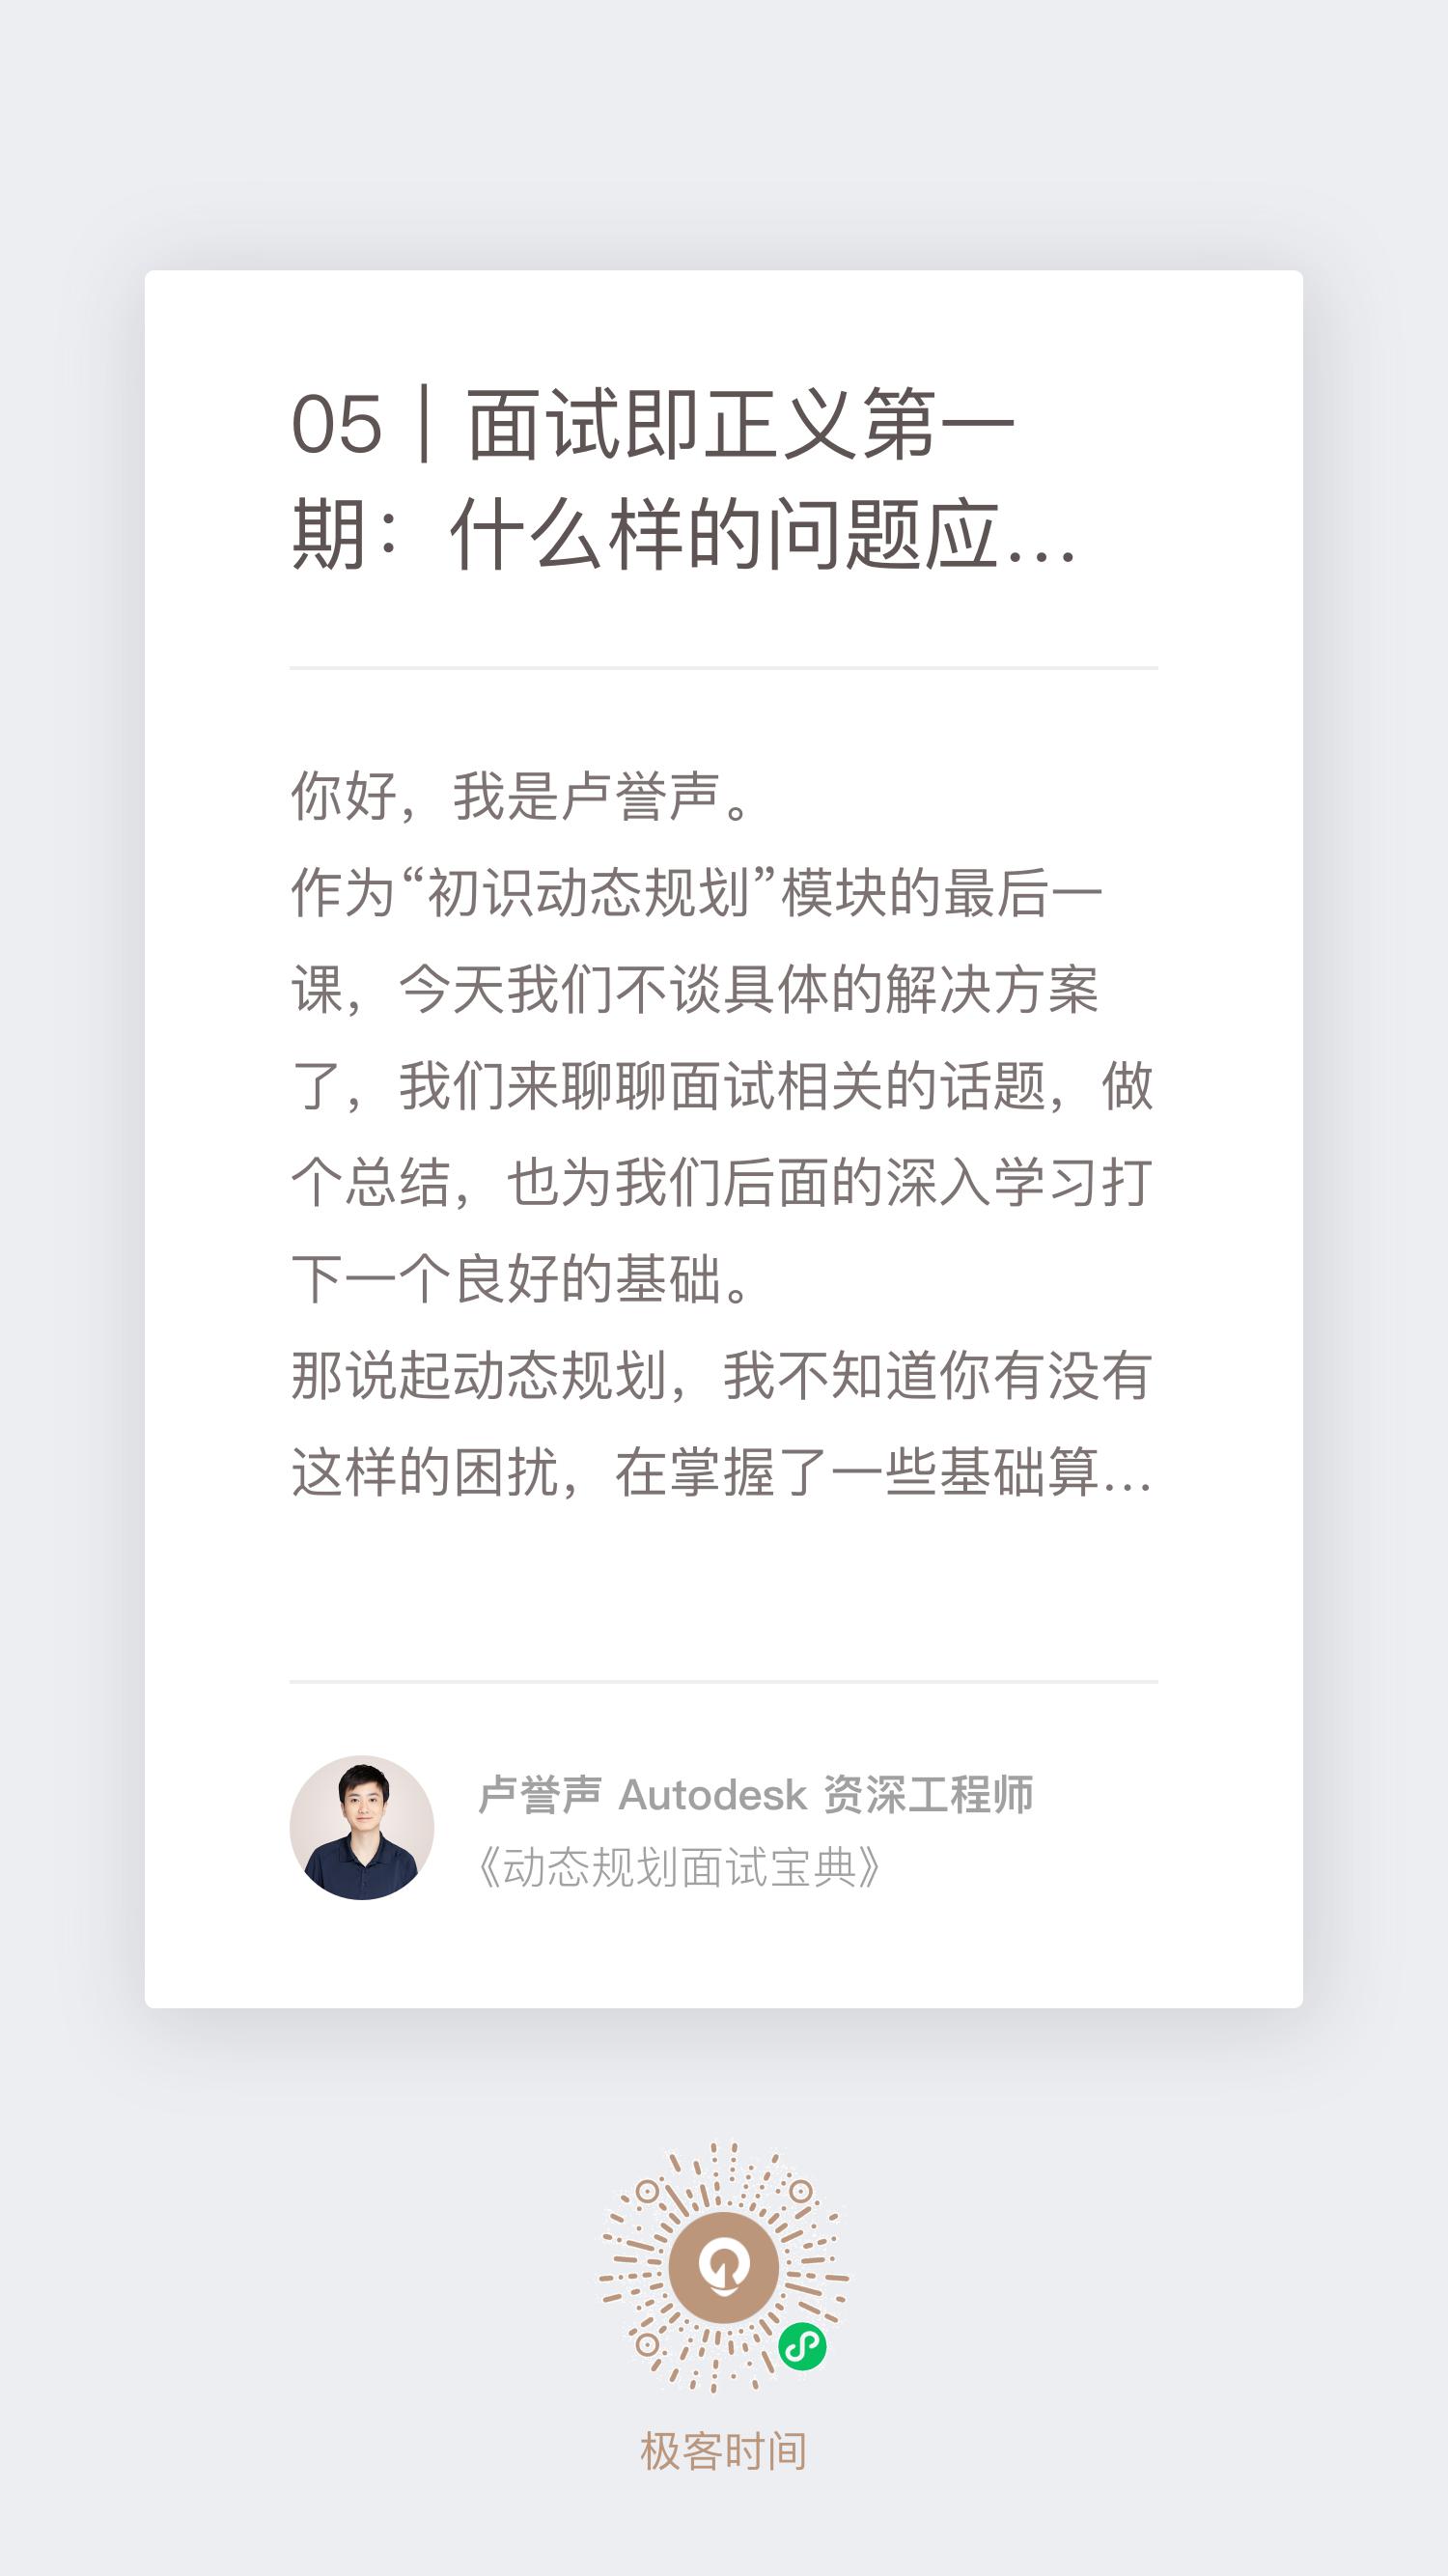 05 | 面试即正义第一
期：什么样的问题应...
你好，我是卢誉声。
作为“初识动态规划”模块的最后一
课，今天我们不谈具体的解决方案
了，我们来聊聊面试相关的话题，做
个总结，也为我们后面的深入学习打
下一个良好的基础。
那说起动态规划，我不知道你有没有
这样的困扰，在掌握了一些基础算...
卢誉声 Autodesk 资深工程师
《动态规划面试宝典》
极客时间